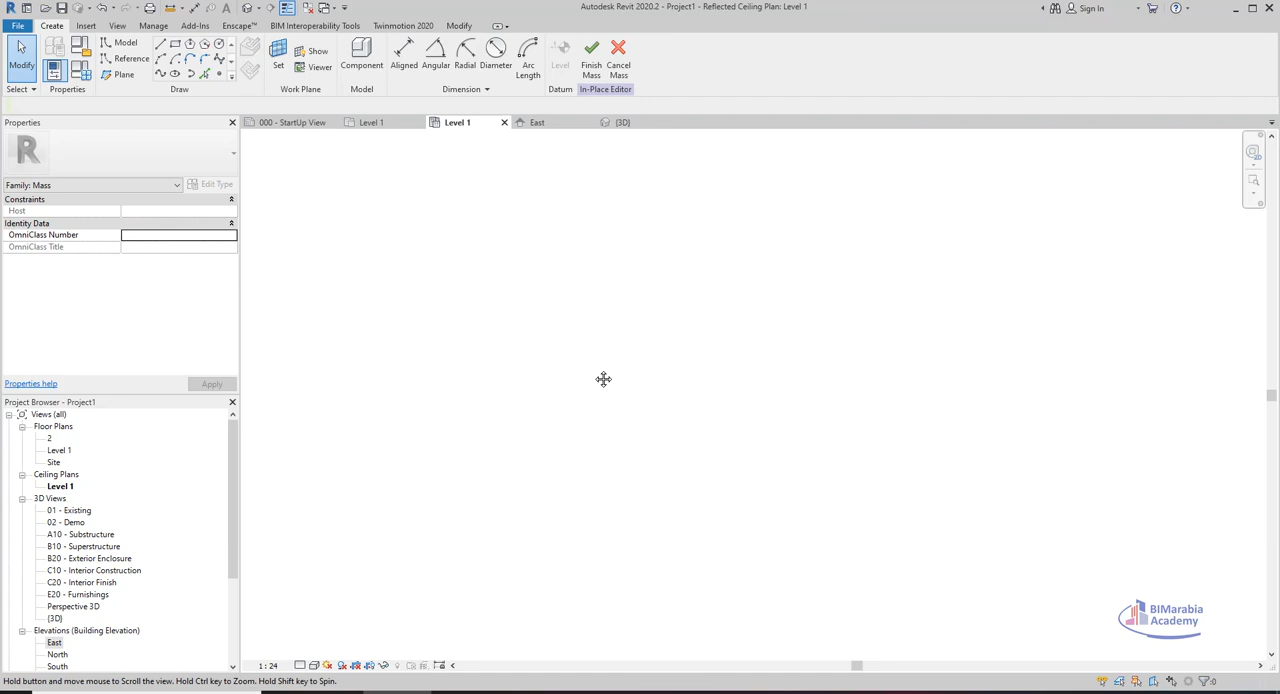 Autodesk Revit 2020.2 - Project1 - Reflected Ceiling Plan: Level 1
Sign In
File Create Insert View Manage Add-Ins Enscape™ BIM Interoperability Tools Twinmotion 2020 Modify
Modify
Model
Reference
Plane
Set
Show
Viewer
Component
Aligned Angular Radial Diameter Arc Length
Level
Finish Mass
Cancel Mass
Select Properties Draw Work Plane Model Dimension Datum In-Place Editor
Properties
000 - StartUp View Level 1 Level 1 East {3D}
Family: Mass Edit Type
Constraints
Host
Identity Data
OmniClass Number
OmniClass Title
Properties help Apply
Project Browser - Project1
Views (all)
Floor Plans
2
Level 1
Site
Ceiling Plans
Level 1
3D Views
01 - Existing
02 - Demo
A10 - Substructure
B10 - Superstructure
B20 - Exterior Enclosure
C10 - Interior Construction
C20 - Interior Finish
E20 - Furnishings
Perspective 3D
{3D}
Elevations (Building Elevation)
East
North
South
BIMarabia
Academy
1 : 24
Hold button and move mouse to Scroll the view. Hold Ctrl key to Zoom. Hold Shift key to Spin.
:0